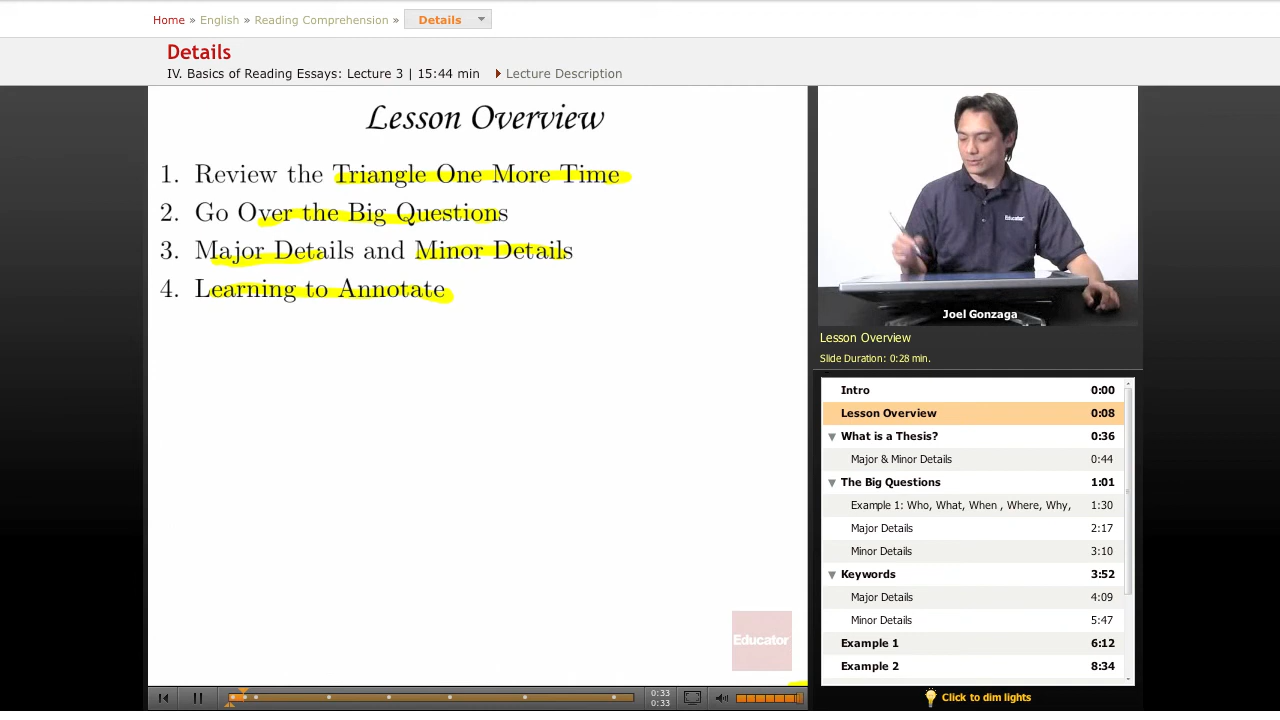 Home » English » Reading Comprehension » Details
Details
IV. Basics of Reading Essays: Lecture 3 | 15:44 min Lecture Description
Lesson Overview
1. Review the Triangle One More Time
2. Go Over the Big Questions
3. Major Details and Minor Details
4. Learning to Annotate
Educator
Educator
Joel Gonzaga
Lesson Overview
Slide Duration: 0:28 min.
Intro 0:00
Lesson Overview 0:08
What is a Thesis? 0:36
Major & Minor Details 0:44
The Big Questions 1:01
Example 1: Who, What, When , Where, Why, 1:30
Major Details 2:17
Minor Details 3:10
Keywords 3:52
Major Details 4:09
Minor Details 5:47
Example 1 6:12
Example 2 8:34
0:33
0:33
Click to dim lights